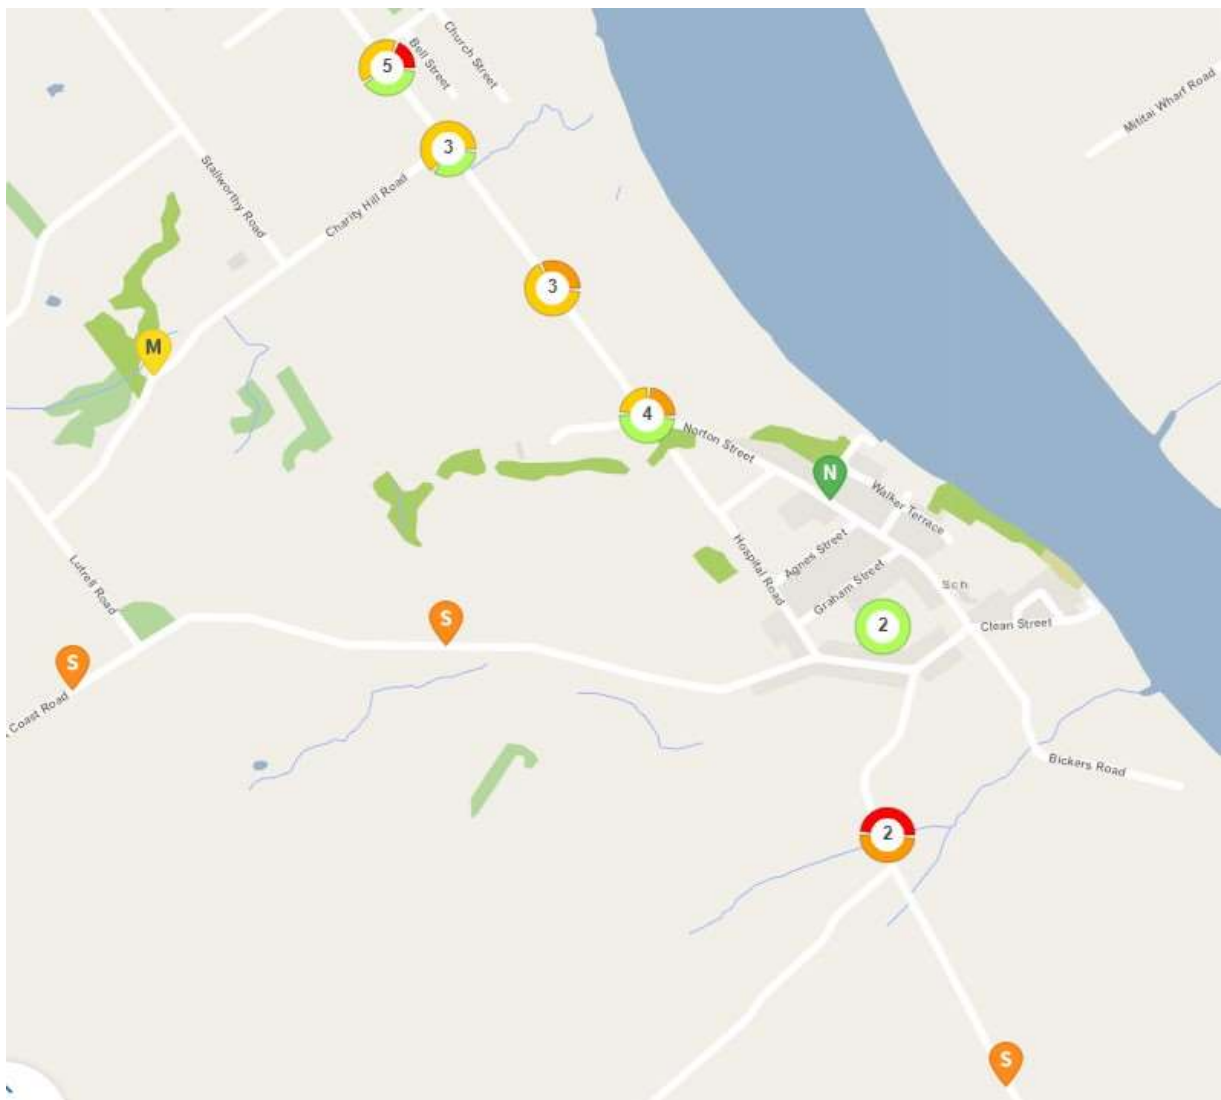 Church Street
Bell Street
5
Mititai Wharf Road
3
Stallworthy Road
Charity Hill Road
3
M
4
Norton Street
N
Walker Terrace
Hospital Road
Agnes Street
Graham Street
Sch
Lutrell Road
S
2
Clean Street
S
Coast Road
Bickers Road
2
S